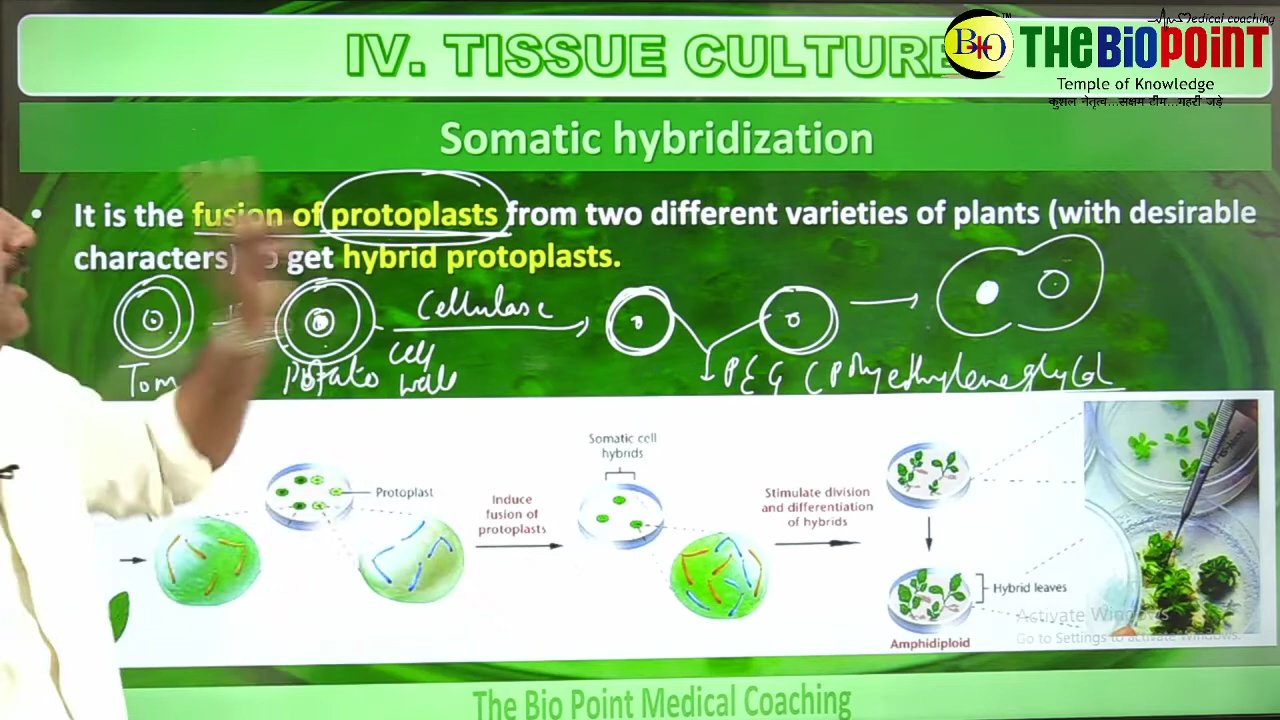 IV. TISSUE CULTURE
Medical coaching
BIO
THEBIOPOINT
TM
Temple of Knowledge
कुशल नेतृत्व...सक्षम टीम...गहरी जड़ें
Somatic hybridization
• It is the fusion of protoplasts from two different varieties of plants (with desirable
characters) to get hybrid protoplasts.
Cellulase
Tom
Potato
cell
wall
PEG (Polyethyleneglycol
Protoplast
Induce
fusion of
protoplasts
Somatic cell
hybrids
Stimulate division
and differentiation
of hybrids
Hybrid leaves
Amphidiploid
Activate Windows
Go to Settings to activate Windows.
The Bio Point Medical Coaching